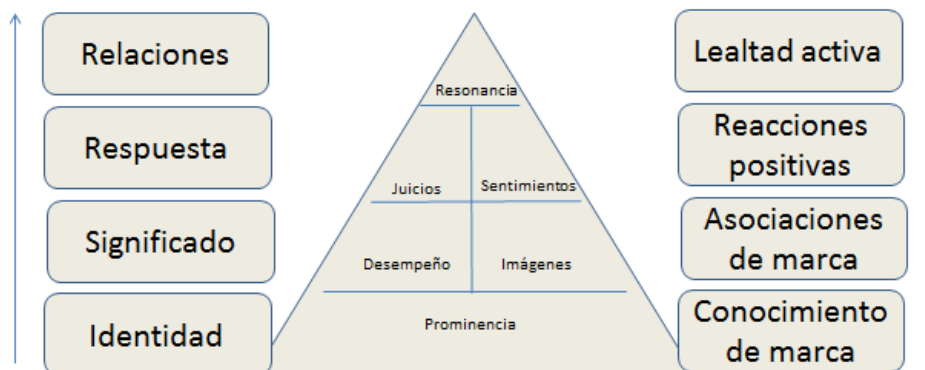 Relaciones
Resonancia
Lealtad activa
Respuesta
Juicios
Sentimientos
Reacciones
positivas
Significado
Desempeño
Imágenes
Asociaciones
de marca
Identidad
Prominencia
Conocimiento
de marca